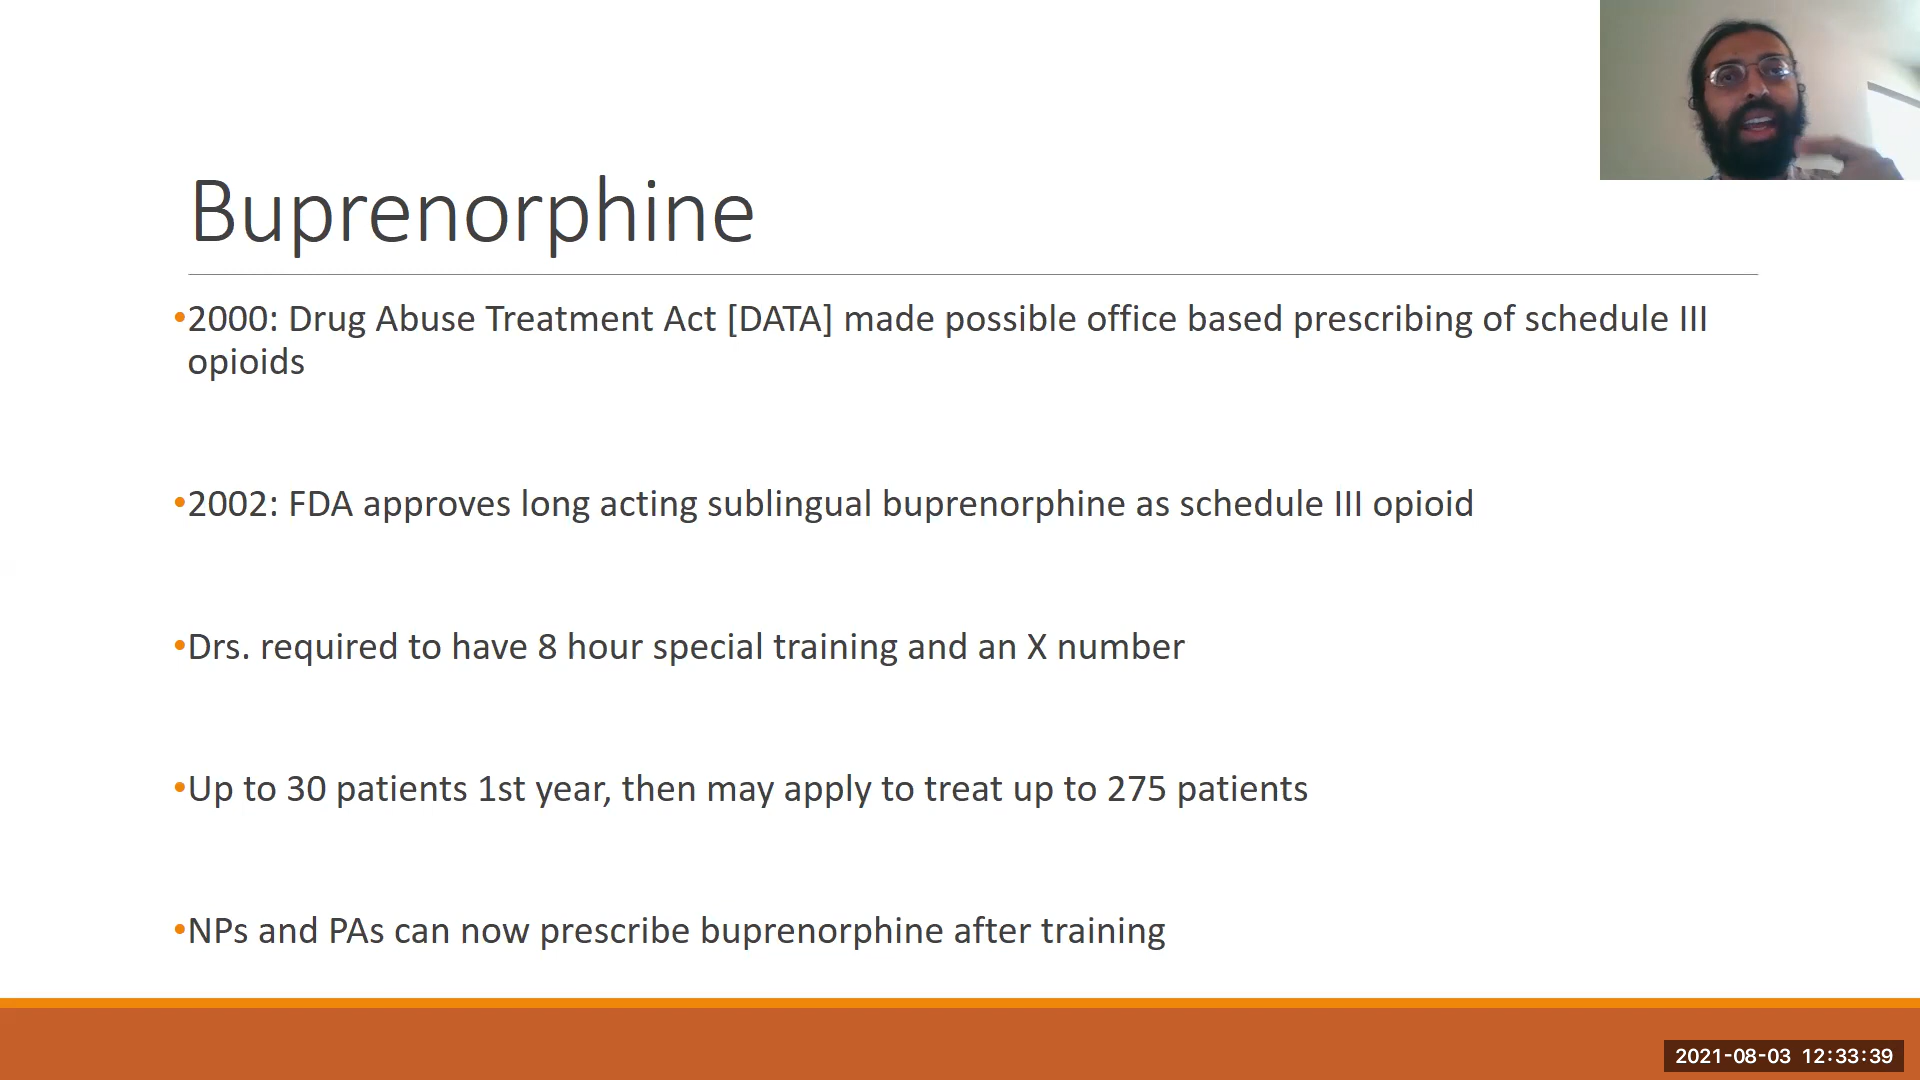 Buprenorphine
•2000: Drug Abuse Treatment Act [DATA] made possible office based prescribing of schedule III
opioids
•2002: FDA approves long acting sublingual buprenorphine as schedule III opioid
•Drs. required to have 8 hour special training and an X number
•Up to 30 patients 1st year, then may apply to treat up to 275 patients
•NPs and PAs can now prescribe buprenorphine after training
2021-08-03 12:33:39